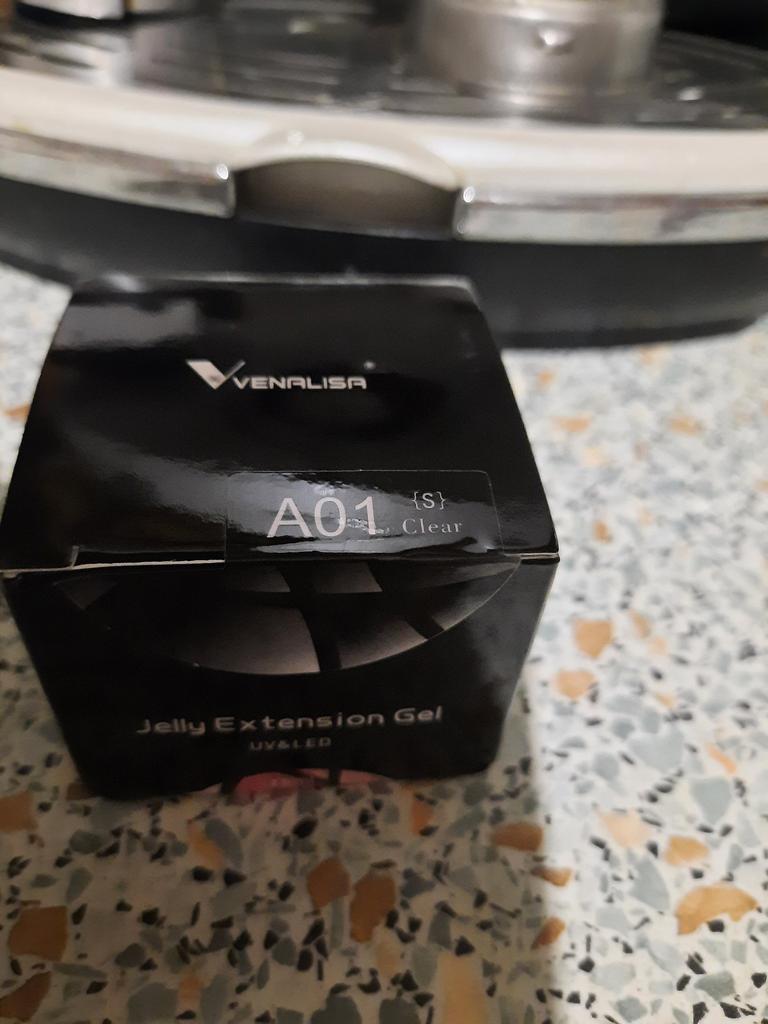 VENALISA
A01 {S}
Clear
Jelly Extension Gel
UV&LED